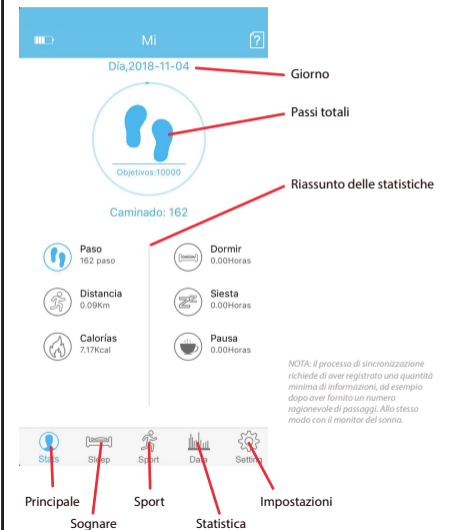 Mi
?
Día,2018-11-04
Giorno
Passi totali
Objetivos:10000
Riassunto delle statistiche
Caminado: 162
Paso
162 paso
Dormir
0.00Horas
Distancia
0.09Km
Siesta
0.00Horas
Calorías
7.17Kcal
Pausa
0.00Horas
NOTA: il processo di sincronizzazione
richiede di aver registrato una quantità
minima di informazioni, ad esempio
dopo aver fornito un numero
ragionevole di passaggi. Allo stesso
modo con il monitor del sonno.
Stats Sleep Sport Data Setting
Principale Sport Impostazioni
Sognare Statistica